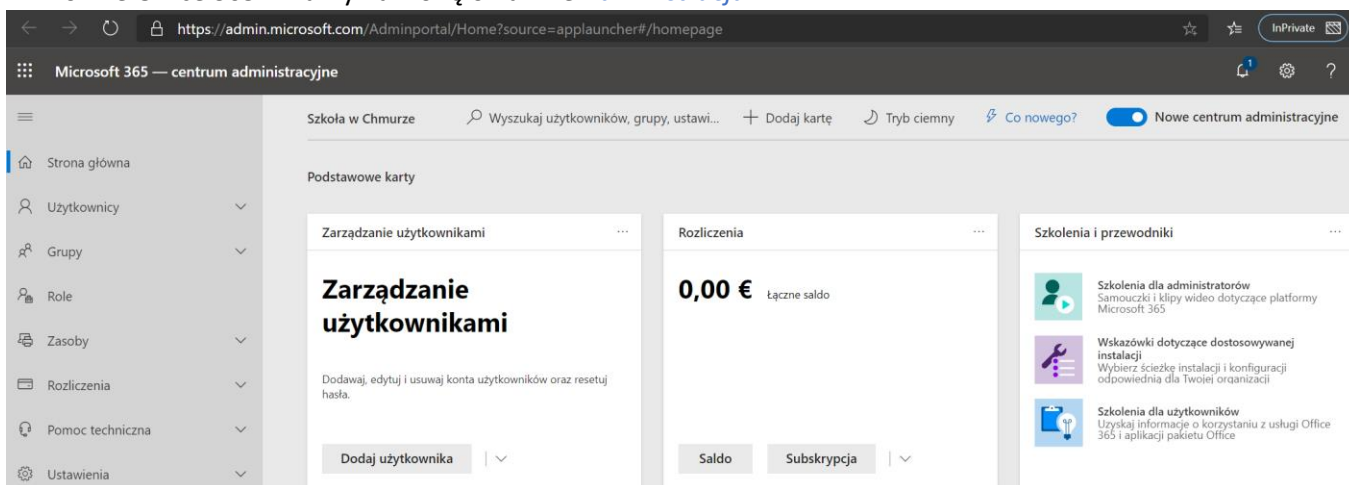 https://admin.microsoft.com/Adminportal/Home?source=applauncher#/homepage
InPrivate
Microsoft 365 — centrum administracyjne
1
?
Szkoła w Chmurze
Wyszukaj użytkowników, grupy, ustawi...
Dodaj kartę
Tryb ciemny
Co nowego?
Nowe centrum administracyjne
Strona główna
Użytkownicy
Grupy
Role
Zasoby
Rozliczenia
Pomoc techniczna
Ustawienia
Podstawowe karty
Zarządzanie użytkownikami
...
Zarządzanie
użytkownikami
Dodawaj, edytuj i usuwaj konta użytkowników oraz resetuj
hasła.
Dodaj użytkownika
Rozliczenia
...
0,00 € Łączne saldo
Saldo
Subskrypcja
Szkolenia i przewodniki
...
Szkolenia dla administratorów
Samouczki i klipy wideo dotyczące platformy
Microsoft 365
Wskazówki dotyczące dostosowywanej
instalacji
Wybierz ścieżkę instalacji i konfiguracji
odpowiednią dla Twojej organizacji
Szkolenia dla użytkowników
Uzyskaj informacje o korzystaniu z usługi Office
365 i aplikacji pakietu Office